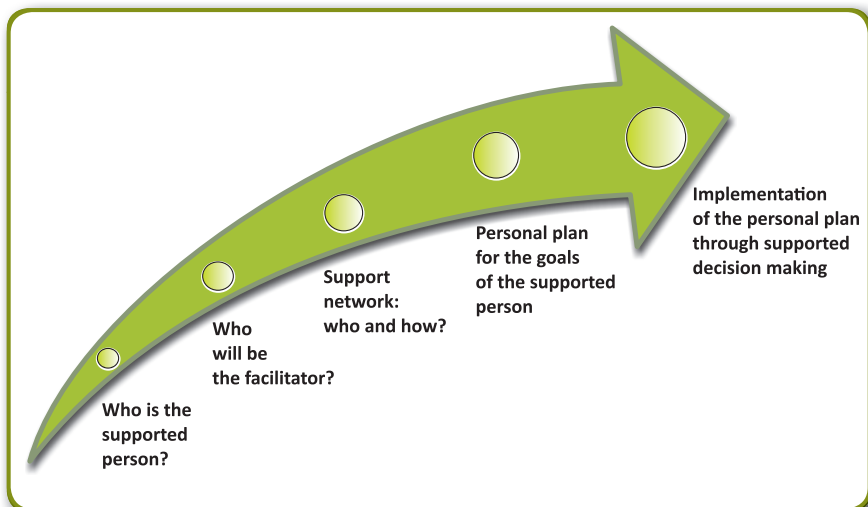 Who is the
supported
person?
Who
will be
the facilitator?
Support
network:
who and how?
Personal plan
for the goals
of the supported
person
Implementation
of the personal plan
through supported
decision making